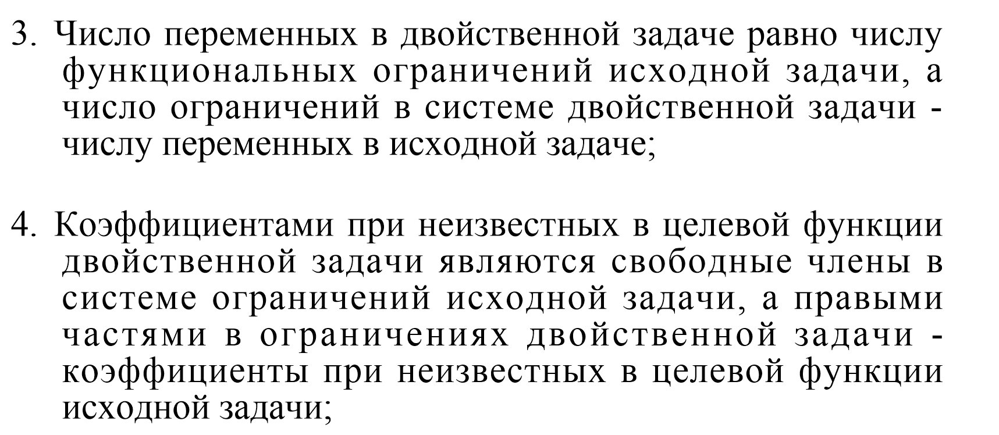 3. Число переменных в двойственной задаче равно числу
функциональных ограничений исходной задачи, а
число ограничений в системе двойственной задачи -
числу переменных в исходной задаче;
4. Коэффициентами при неизвестных в целевой функции
двойственной задачи являются свободные члены в
системе ограничений исходной задачи, а правыми
частями в ограничениях двойственной задачи -
коэффициенты при неизвестных в целевой функции
исходной задачи;